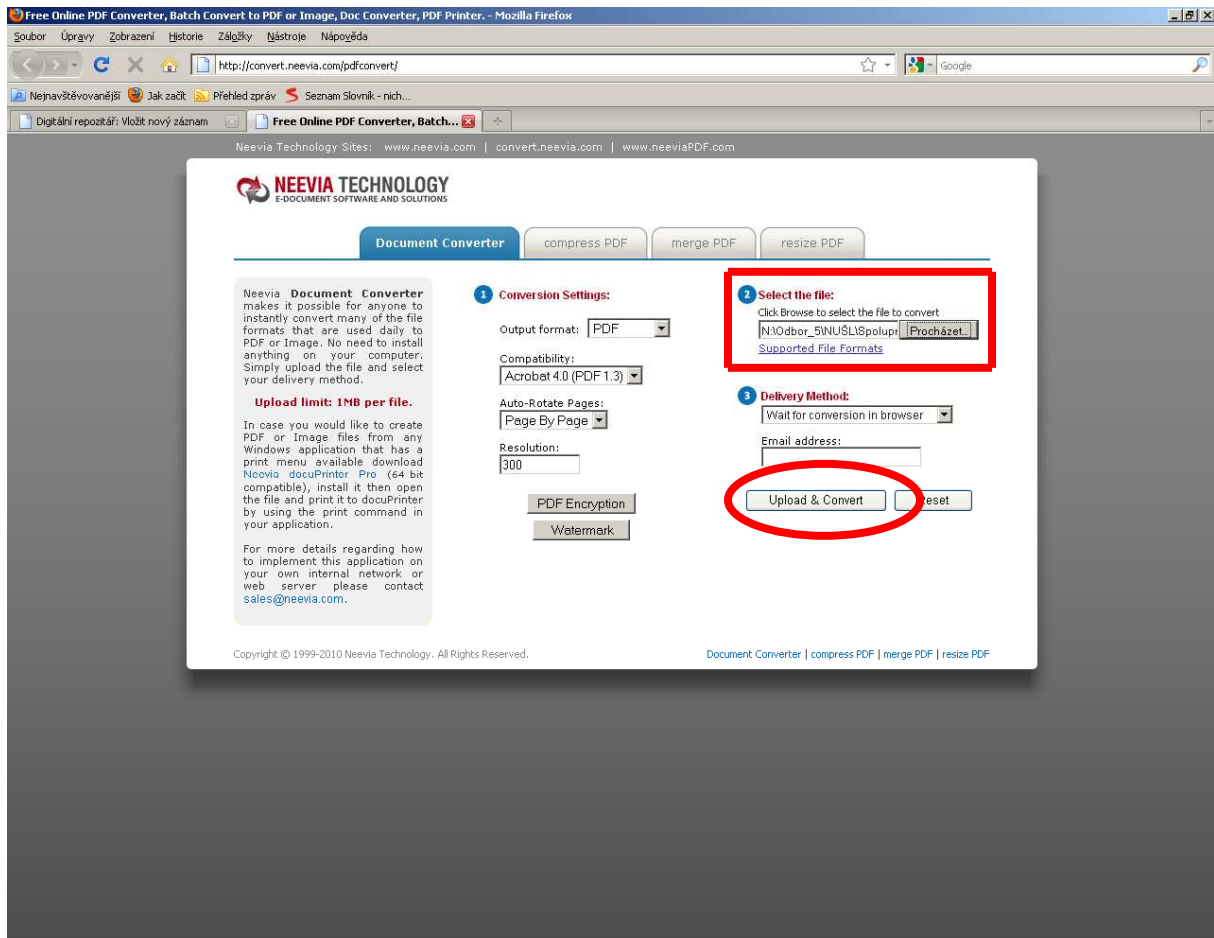 Free Online PDF Converter, Batch Convert to PDF or Image, Doc Converter, PDF Printer. - Mozilla Firefox
Soubor Úpravy Zobrazení Historie Záložky Nástroje Nápověda
http://convert.neevia.com/pdfconvert/ Google
Nejnavštěvovanější Jak začít Přehled zpráv Seznam Slovník - nich...
Digitální repozitář: Vložit nový záznam Free Online PDF Converter, Batch...
Neevia Technology Sites: www.neevia.com | convert.neevia.com | www.neeviaPDF.com
NEEVIA TECHNOLOGY
E-DOCUMENT SOFTWARE AND SOLUTIONS
Document Converter compress PDF merge PDF resize PDF
Neevia Document Converter
makes it possible for anyone to
instantly convert many of the file
formats that are used daily to
PDF or Image. No need to install
anything on your computer.
Simply upload the file and select
your delivery method.
Upload limit: 1MB per file.
In case you would like to create
PDF or Image files from any
Windows application that has a
print menu available download
Neevia docuPrinter Pro (64 bit
compatible), install it then open
the file and print it to docuPrinter
by using the print command in
your application.
For more details regarding how
to implement this application on
your own internal network or
web server please contact
sales@neevia.com.
1 Conversion Settings:
Output format: PDF
Compatibility:
Acrobat 4.0 (PDF 1.3)
Auto-Rotate Pages:
Page By Page
Resolution:
300
PDF Encryption
Watermark
2 Select the file:
Click Browse to select the file to convert
N:\Odbor_5\NUŠL\Spolupr Procházet...
Supported File Formats
3 Delivery Method:
Wait for conversion in browser
Email address:
Upload & Convert Reset
Copyright © 1999-2010 Neevia Technology. All Rights Reserved.
Document Converter | compress PDF | merge PDF | resize PDF